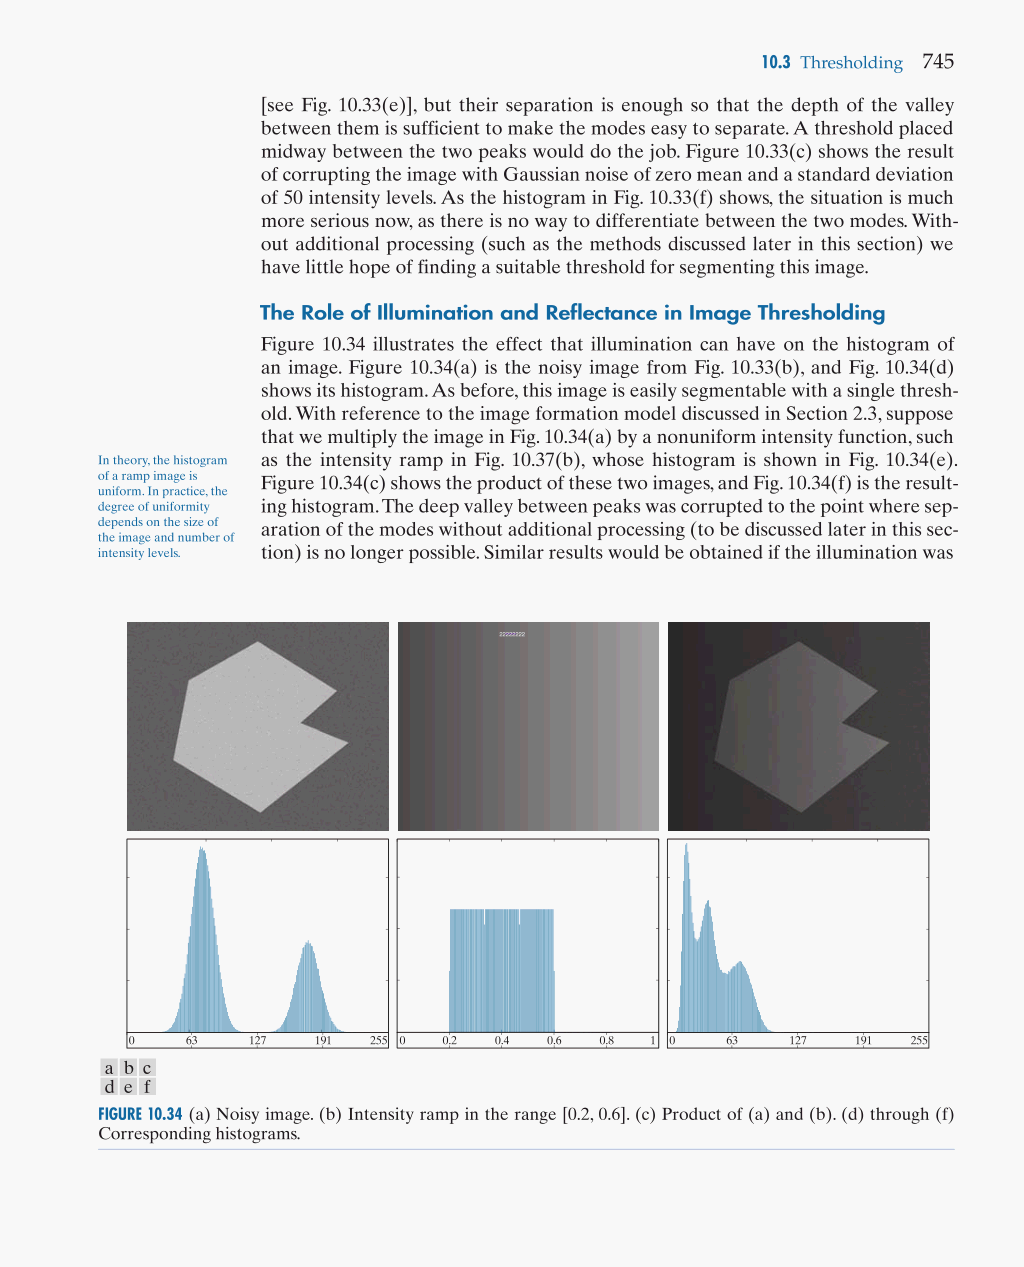 10.3 Thresholding 745
[see Fig. 10.33(e)], but their separation is enough so that the depth of the valley
between them is sufficient to make the modes easy to separate. A threshold placed
midway between the two peaks would do the job. Figure 10.33(c) shows the result
of corrupting the image with Gaussian noise of zero mean and a standard deviation
of 50 intensity levels. As the histogram in Fig. 10.33(f) shows, the situation is much
more serious now, as there is no way to differentiate between the two modes. With-
out additional processing (such as the methods discussed later in this section) we
have little hope of finding a suitable threshold for segmenting this image.
The Role of Illumination and Reflectance in Image Thresholding
Figure 10.34 illustrates the effect that illumination can have on the histogram of
an image. Figure 10.34(a) is the noisy image from Fig. 10.33(b), and Fig. 10.34(d)
shows its histogram. As before, this image is easily segmentable with a single thresh-
old. With reference to the image formation model discussed in Section 2.3, suppose
that we multiply the image in Fig. 10.34(a) by a nonuniform intensity function, such
as the intensity ramp in Fig. 10.37(b), whose histogram is shown in Fig. 10.34(e).
Figure 10.34(c) shows the product of these two images, and Fig. 10.34(f) is the result-
ing histogram. The deep valley between peaks was corrupted to the point where sep-
aration of the modes without additional processing (to be discussed later in this sec-
tion) is no longer possible. Similar results would be obtained if the illumination was
In theory, the histogram
of a ramp image is
uniform. In practice, the
degree of uniformity
depends on the size of
the image and number of
intensity levels.
22222222
0 63 127 191 255
0 0.2 0.4 0.6 0.8 1
0 63 127 191 255
a b c
d e f
FIGURE 10.34 (a) Noisy image. (b) Intensity ramp in the range [0.2, 0.6]. (c) Product of (a) and (b). (d) through (f)
Corresponding histograms.